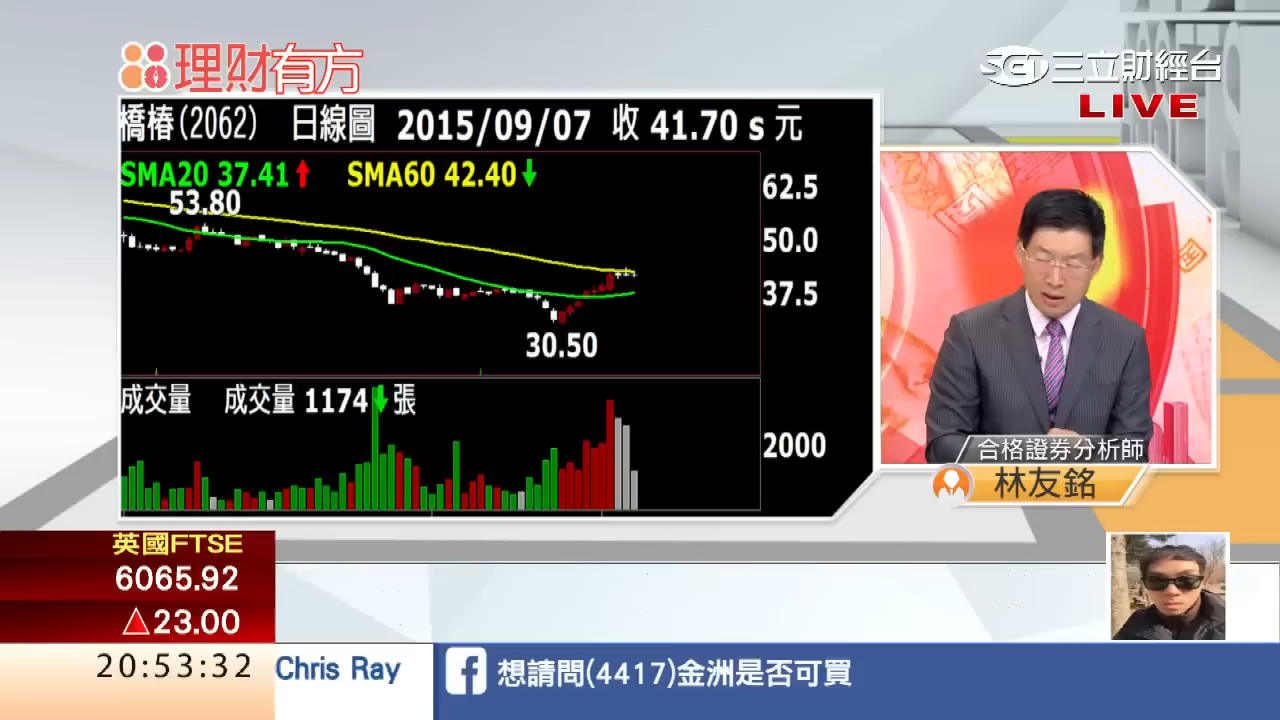 理財有方
SET三立財經台
LIVE
橋椿(2062) 日線圖 2015/09/07 收 41.70 s 元
SMA20 37.41 SMA60 42.40
53.80
62.5
50.0
37.5
30.50
成交量 成交量 1174 張
2000
合格證券分析師
林友銘
英國FTSE
6065.92
△23.00
20:53:32
Chris Ray
f 想請問(4417)金洲是否可買